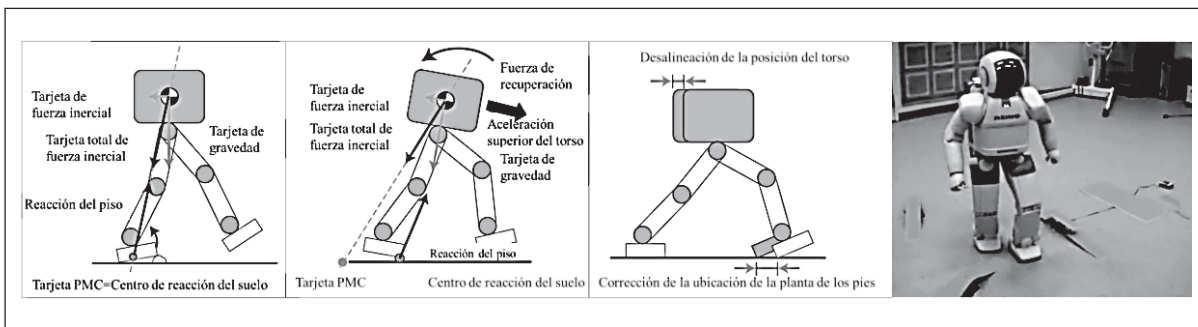 Tarjeta de
fuerza inercial
Tarjeta total de
fuerza inercial
Tarjeta de
gravedad
Reacción del piso
Tarjeta PMC=Centro de reacción del suelo
Fuerza de
recuperación
Tarjeta de
fuerza inercial
Tarjeta total de
fuerza inercial
Aceleración
superior del torso
Tarjeta de
gravedad
Reacción del piso
Tarjeta PMC
Centro de reacción del suelo
Desalineación de la posición del torso
Corrección de la ubicación de la planta de los pies
ASIMO